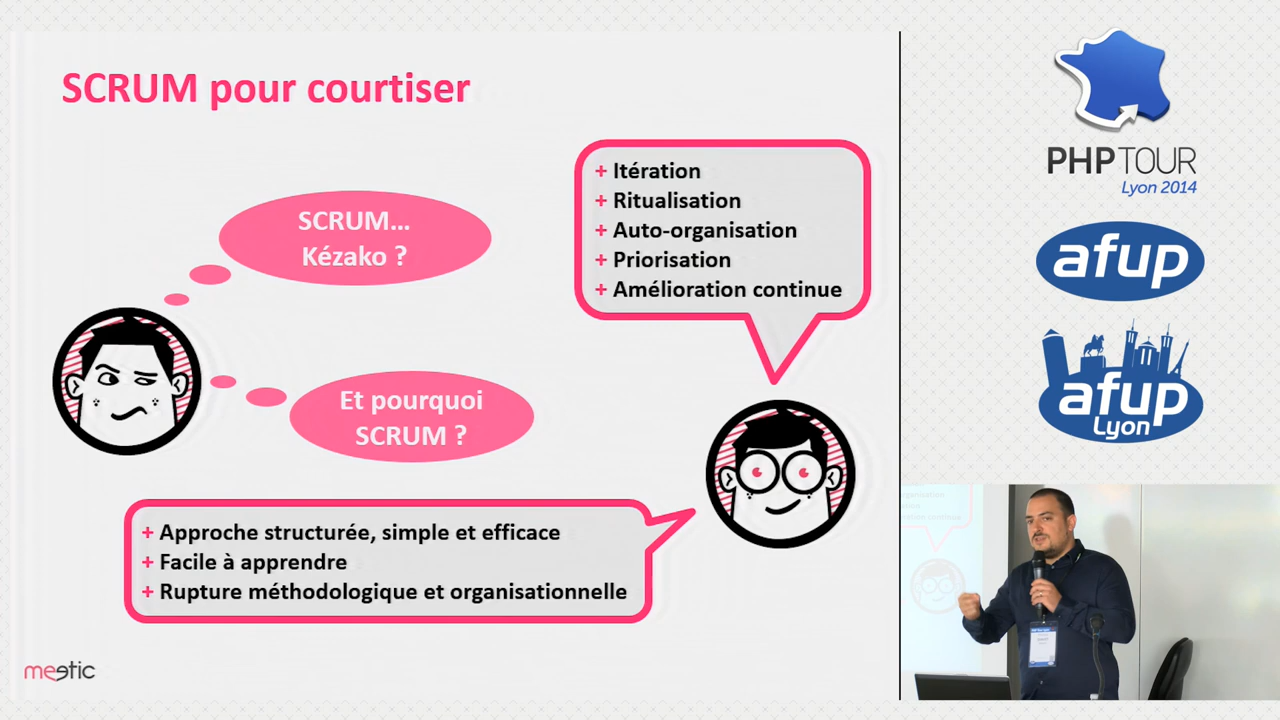 SCRUM pour courtiser
SCRUM...
Kézako ?
Et pourquoi
SCRUM ?
+ Itération
+ Ritualisation
+ Auto-organisation
+ Priorisation
+ Amélioration continue
+ Approche structurée, simple et efficace
+ Facile à apprendre
+ Rupture méthodologique et organisationnelle
meetic
PHP TOUR
Lyon 2014
afup
afup
Lyon